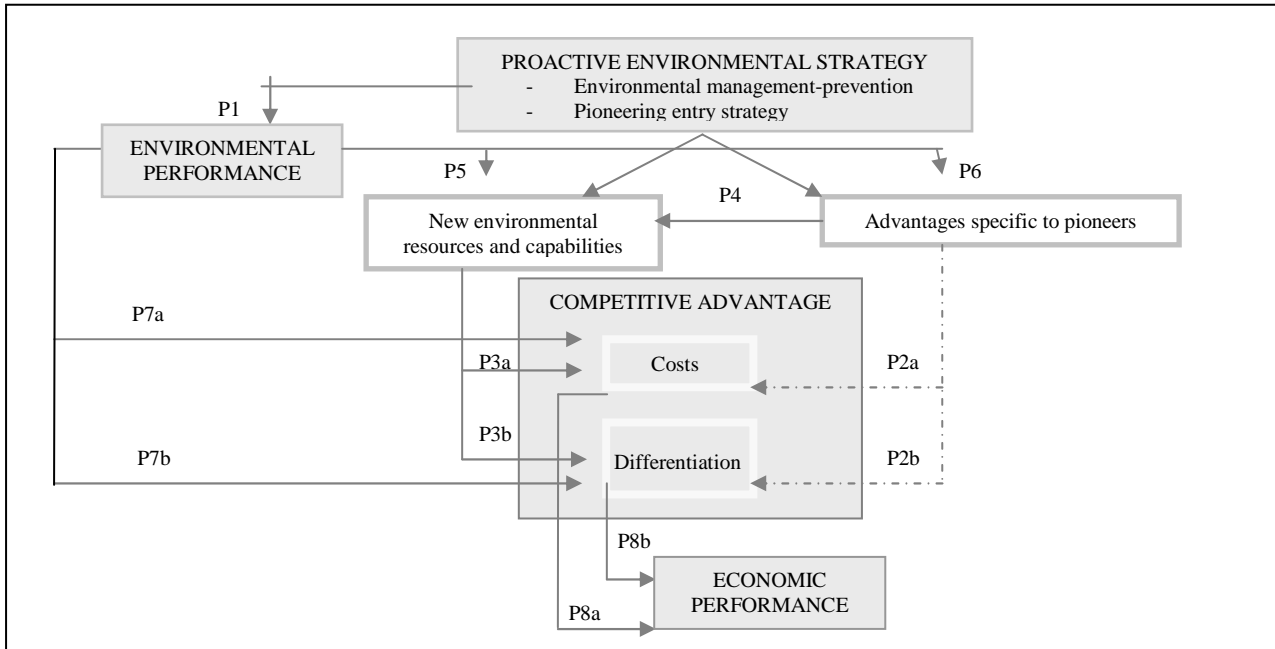 PROACTIVE ENVIRONMENTAL STRATEGY
- Environmental management-prevention
- Pioneering entry strategy
P1
ENVIRONMENTAL
PERFORMANCE
P5
P6
P4
New environmental
resources and capabilities
Advantages specific to pioneers
COMPETITIVE ADVANTAGE
P7a
P3a
Costs
P2a
P3b
P7b
Differentiation
P2b
P8b
ECONOMIC
PERFORMANCE
P8a